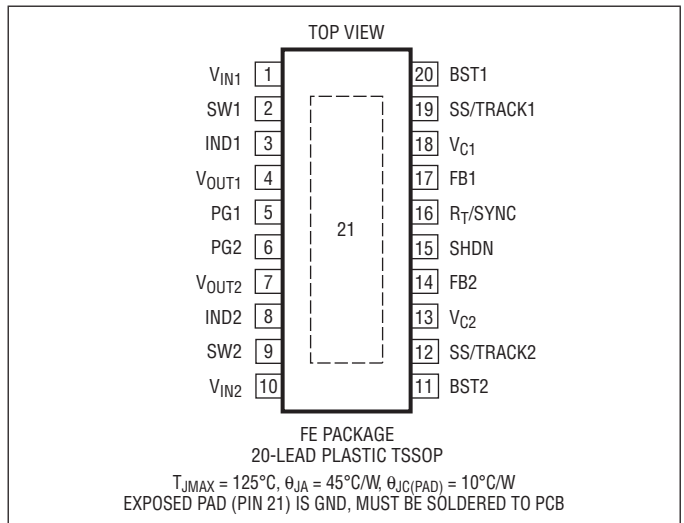 TOP VIEW
VIN1 1 20 BST1
SW1 2 19 SS/TRACK1
IND1 3 18 VC1
VOUT1 4 17 FB1
PG1 5 16 RT/SYNC
21
PG2 6 15 SHDN
VOUT2 7 14 FB2
IND2 8 13 VC2
SW2 9 12 SS/TRACK2
VIN2 10 11 BST2
FE PACKAGE
20-LEAD PLASTIC TSSOP
TJMAX = 125°C, θJA = 45°C/W, θJC(PAD) = 10°C/W
EXPOSED PAD (PIN 21) IS GND, MUST BE SOLDERED TO PCB